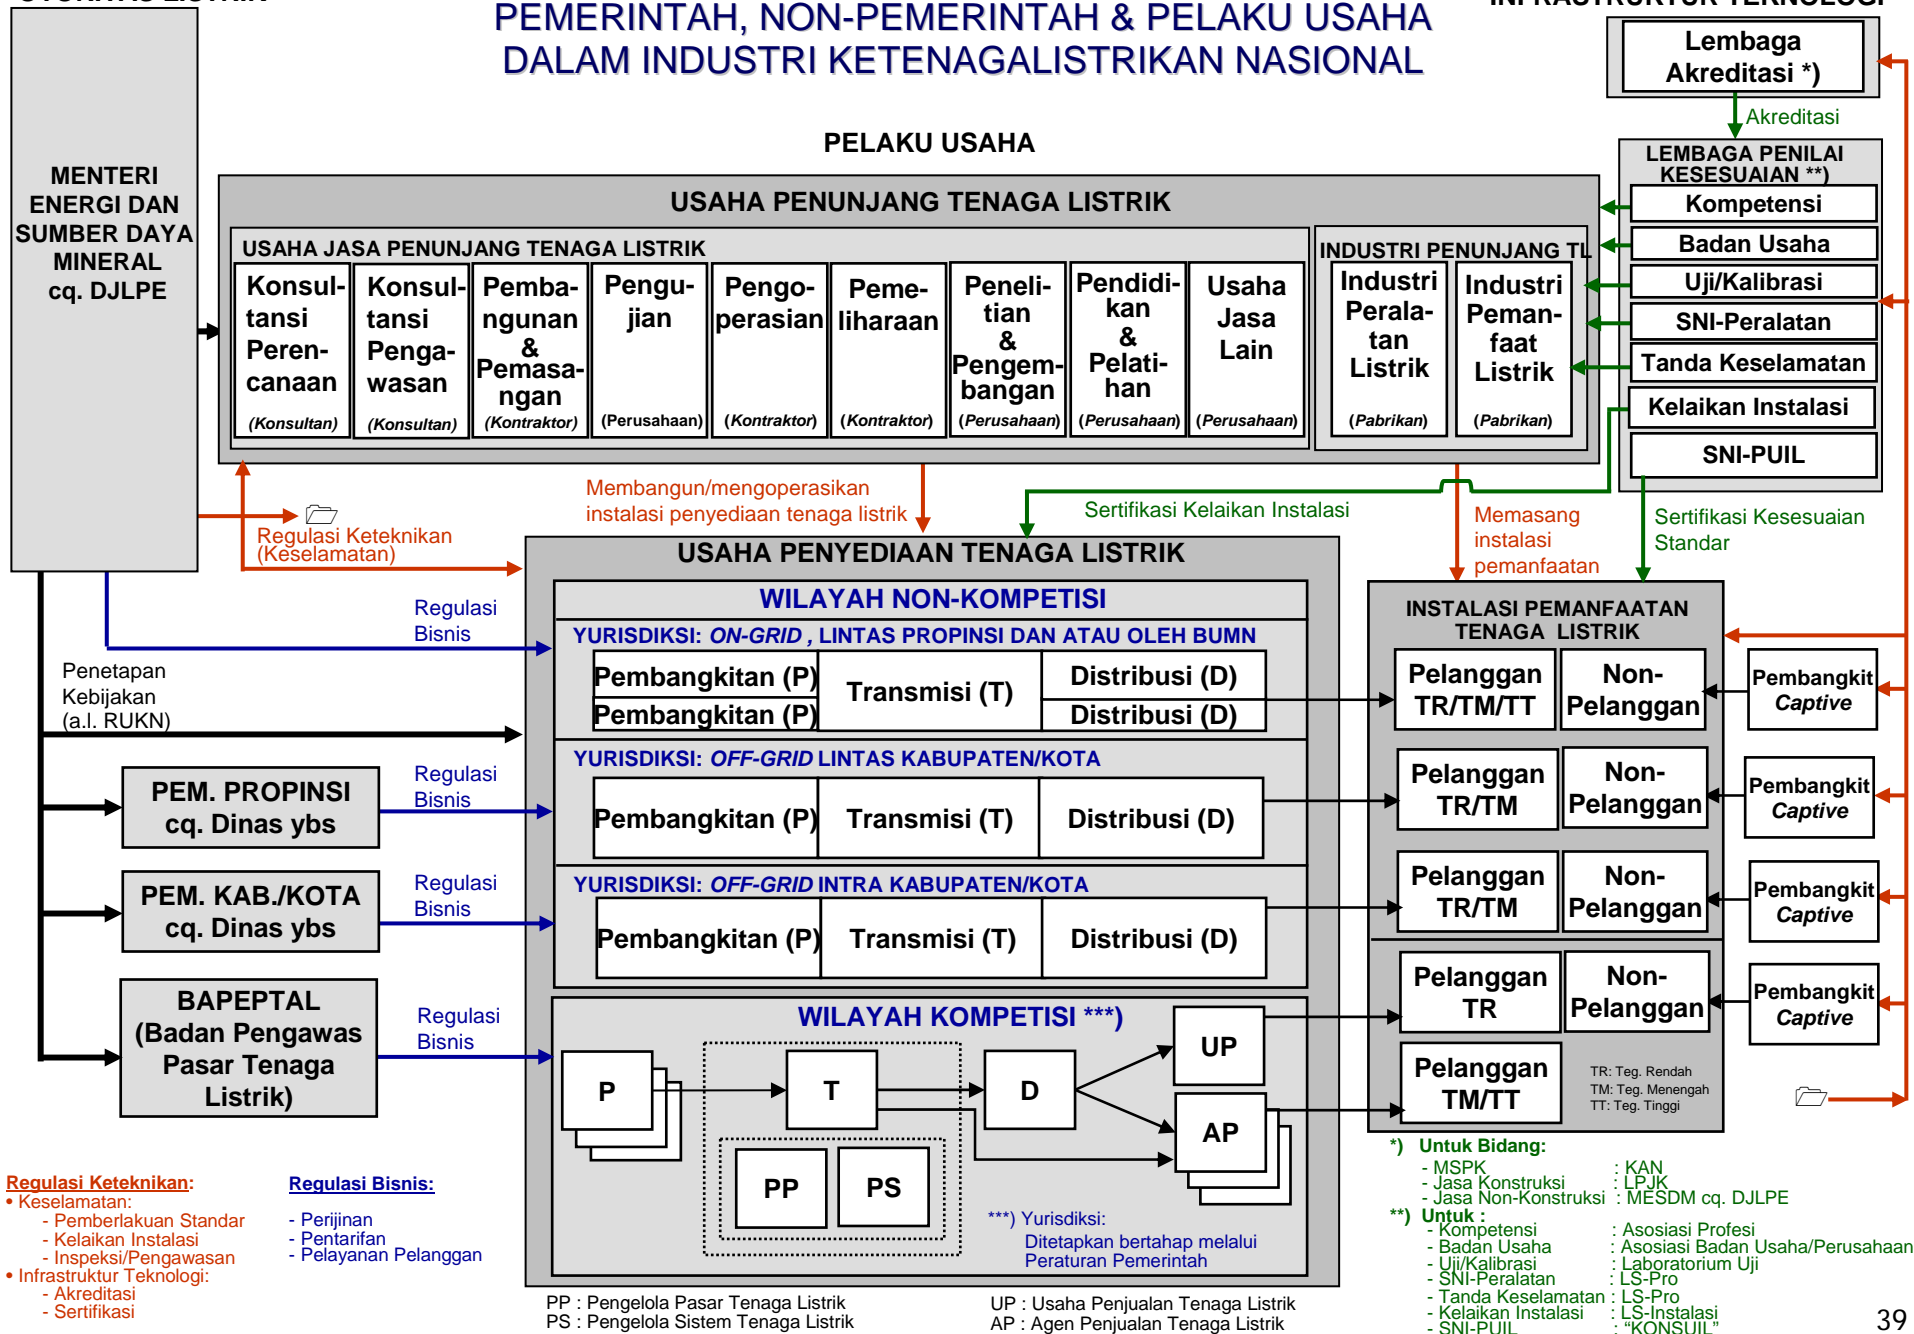 OTORITAS LISTRIK
PEMERINTAH, NON-PEMERINTAH & PELAKU USAHA
DALAM INDUSTRI KETENAGALISTRIKAN NASIONAL
INFRASTRUKTUR TEKNOLOGI
Lembaga
Akreditasi *)
Akreditasi
PELAKU USAHA
MENTERI
ENERGI DAN
SUMBER DAYA
MINERAL
cq. DJLPE
USAHA PENUNJANG TENAGA LISTRIK
USAHA JASA PENUNJANG TENAGA LISTRIK
Konsul-
tansi
Peren-
canaan
(Konsultan)
Konsul-
tansi
Penga-
wasan
(Konsultan)
Pemba-
ngunan
&
Pemasa-
ngan
(Kontraktor)
Pengu-
jian
(Perusahaan)
Pengo-
perasian
(Kontraktor)
Peme-
liharaan
(Kontraktor)
Peneli-
tian
&
Pengem-
bangan
(Perusahaan)
Pendidi-
kan
&
Pelati-
han
(Perusahaan)
Usaha
Jasa
Lain
(Perusahaan)
INDUSTRI PENUNJANG TL
Industri
Perala-
tan
Listrik
(Pabrikan)
Industri
Peman-
faat
Listrik
(Pabrikan)
LEMBAGA PENILAI
KESESUAIAN **)
Kompetensi
Badan Usaha
Uji/Kalibrasi
SNI-Peralatan
Tanda Keselamatan
Kelaikan Instalasi
SNI-PUIL
Regulasi Keteknikan
(Keselamatan)
Membangun/mengoperasikan
instalasi penyediaan tenaga listrik
Sertifikasi Kelaikan Instalasi
Memasang
instalasi
pemanfaatan
Sertifikasi Kesesuaian
Standar
USAHA PENYEDIAAN TENAGA LISTRIK
WILAYAH NON-KOMPETISI
YURISDIKSI: ON-GRID , LINTAS PROPINSI DAN ATAU OLEH BUMN
Pembangkitan (P)
Pembangkitan (P)
Transmisi (T)
Distribusi (D)
Distribusi (D)
YURISDIKSI: OFF-GRID LINTAS KABUPATEN/KOTA
Pembangkitan (P)
Transmisi (T)
Distribusi (D)
YURISDIKSI: OFF-GRID INTRA KABUPATEN/KOTA
Pembangkitan (P)
Transmisi (T)
Distribusi (D)
WILAYAH KOMPETISI ***)
P
T
D
UP
AP
PP
PS
***) Yurisdiksi:
Ditetapkan bertahap melalui
Peraturan Pemerintah
Regulasi
Bisnis
Penetapan
Kebijakan
(a.l. RUKN)
PEM. PROPINSI
cq. Dinas ybs
Regulasi
Bisnis
PEM. KAB./KOTA
cq. Dinas ybs
Regulasi
Bisnis
BAPEPTAL
(Badan Pengawas
Pasar Tenaga
Listrik)
Regulasi
Bisnis
INSTALASI PEMANFAATAN
TENAGA LISTRIK
Pelanggan
TR/TM/TT
Non-
Pelanggan
Pembangkit
Captive
Pelanggan
TR/TM
Non-
Pelanggan
Pembangkit
Captive
Pelanggan
TR/TM
Non-
Pelanggan
Pembangkit
Captive
Pelanggan
TR
Non-
Pelanggan
Pembangkit
Captive
Pelanggan
TM/TT
TR: Teg. Rendah
TM: Teg. Menengah
TT: Teg. Tinggi
Regulasi Keteknikan:
• Keselamatan:
- Pemberlakuan Standar
- Kelaikan Instalasi
- Inspeksi/Pengawasan
• Infrastruktur Teknologi:
- Akreditasi
- Sertifikasi
Regulasi Bisnis:
- Perijinan
- Pentarifan
- Pelayanan Pelanggan
PP : Pengelola Pasar Tenaga Listrik
PS : Pengelola Sistem Tenaga Listrik
UP : Usaha Penjualan Tenaga Listrik
AP : Agen Penjualan Tenaga Listrik
*) Untuk Bidang:
- MSPK : KAN
- Jasa Konstruksi : LPJK
- Jasa Non-Konstruksi : MESDM cq. DJLPE
**) Untuk :
- Kompetensi : Asosiasi Profesi
- Badan Usaha : Asosiasi Badan Usaha/Perusahaan
- Uji/Kalibrasi : Laboratorium Uji
- SNI-Peralatan : LS-Pro
- Tanda Keselamatan : LS-Pro
- Kelaikan Instalasi : LS-Instalasi
- SNI-PUIL : "KONSUIL"
39